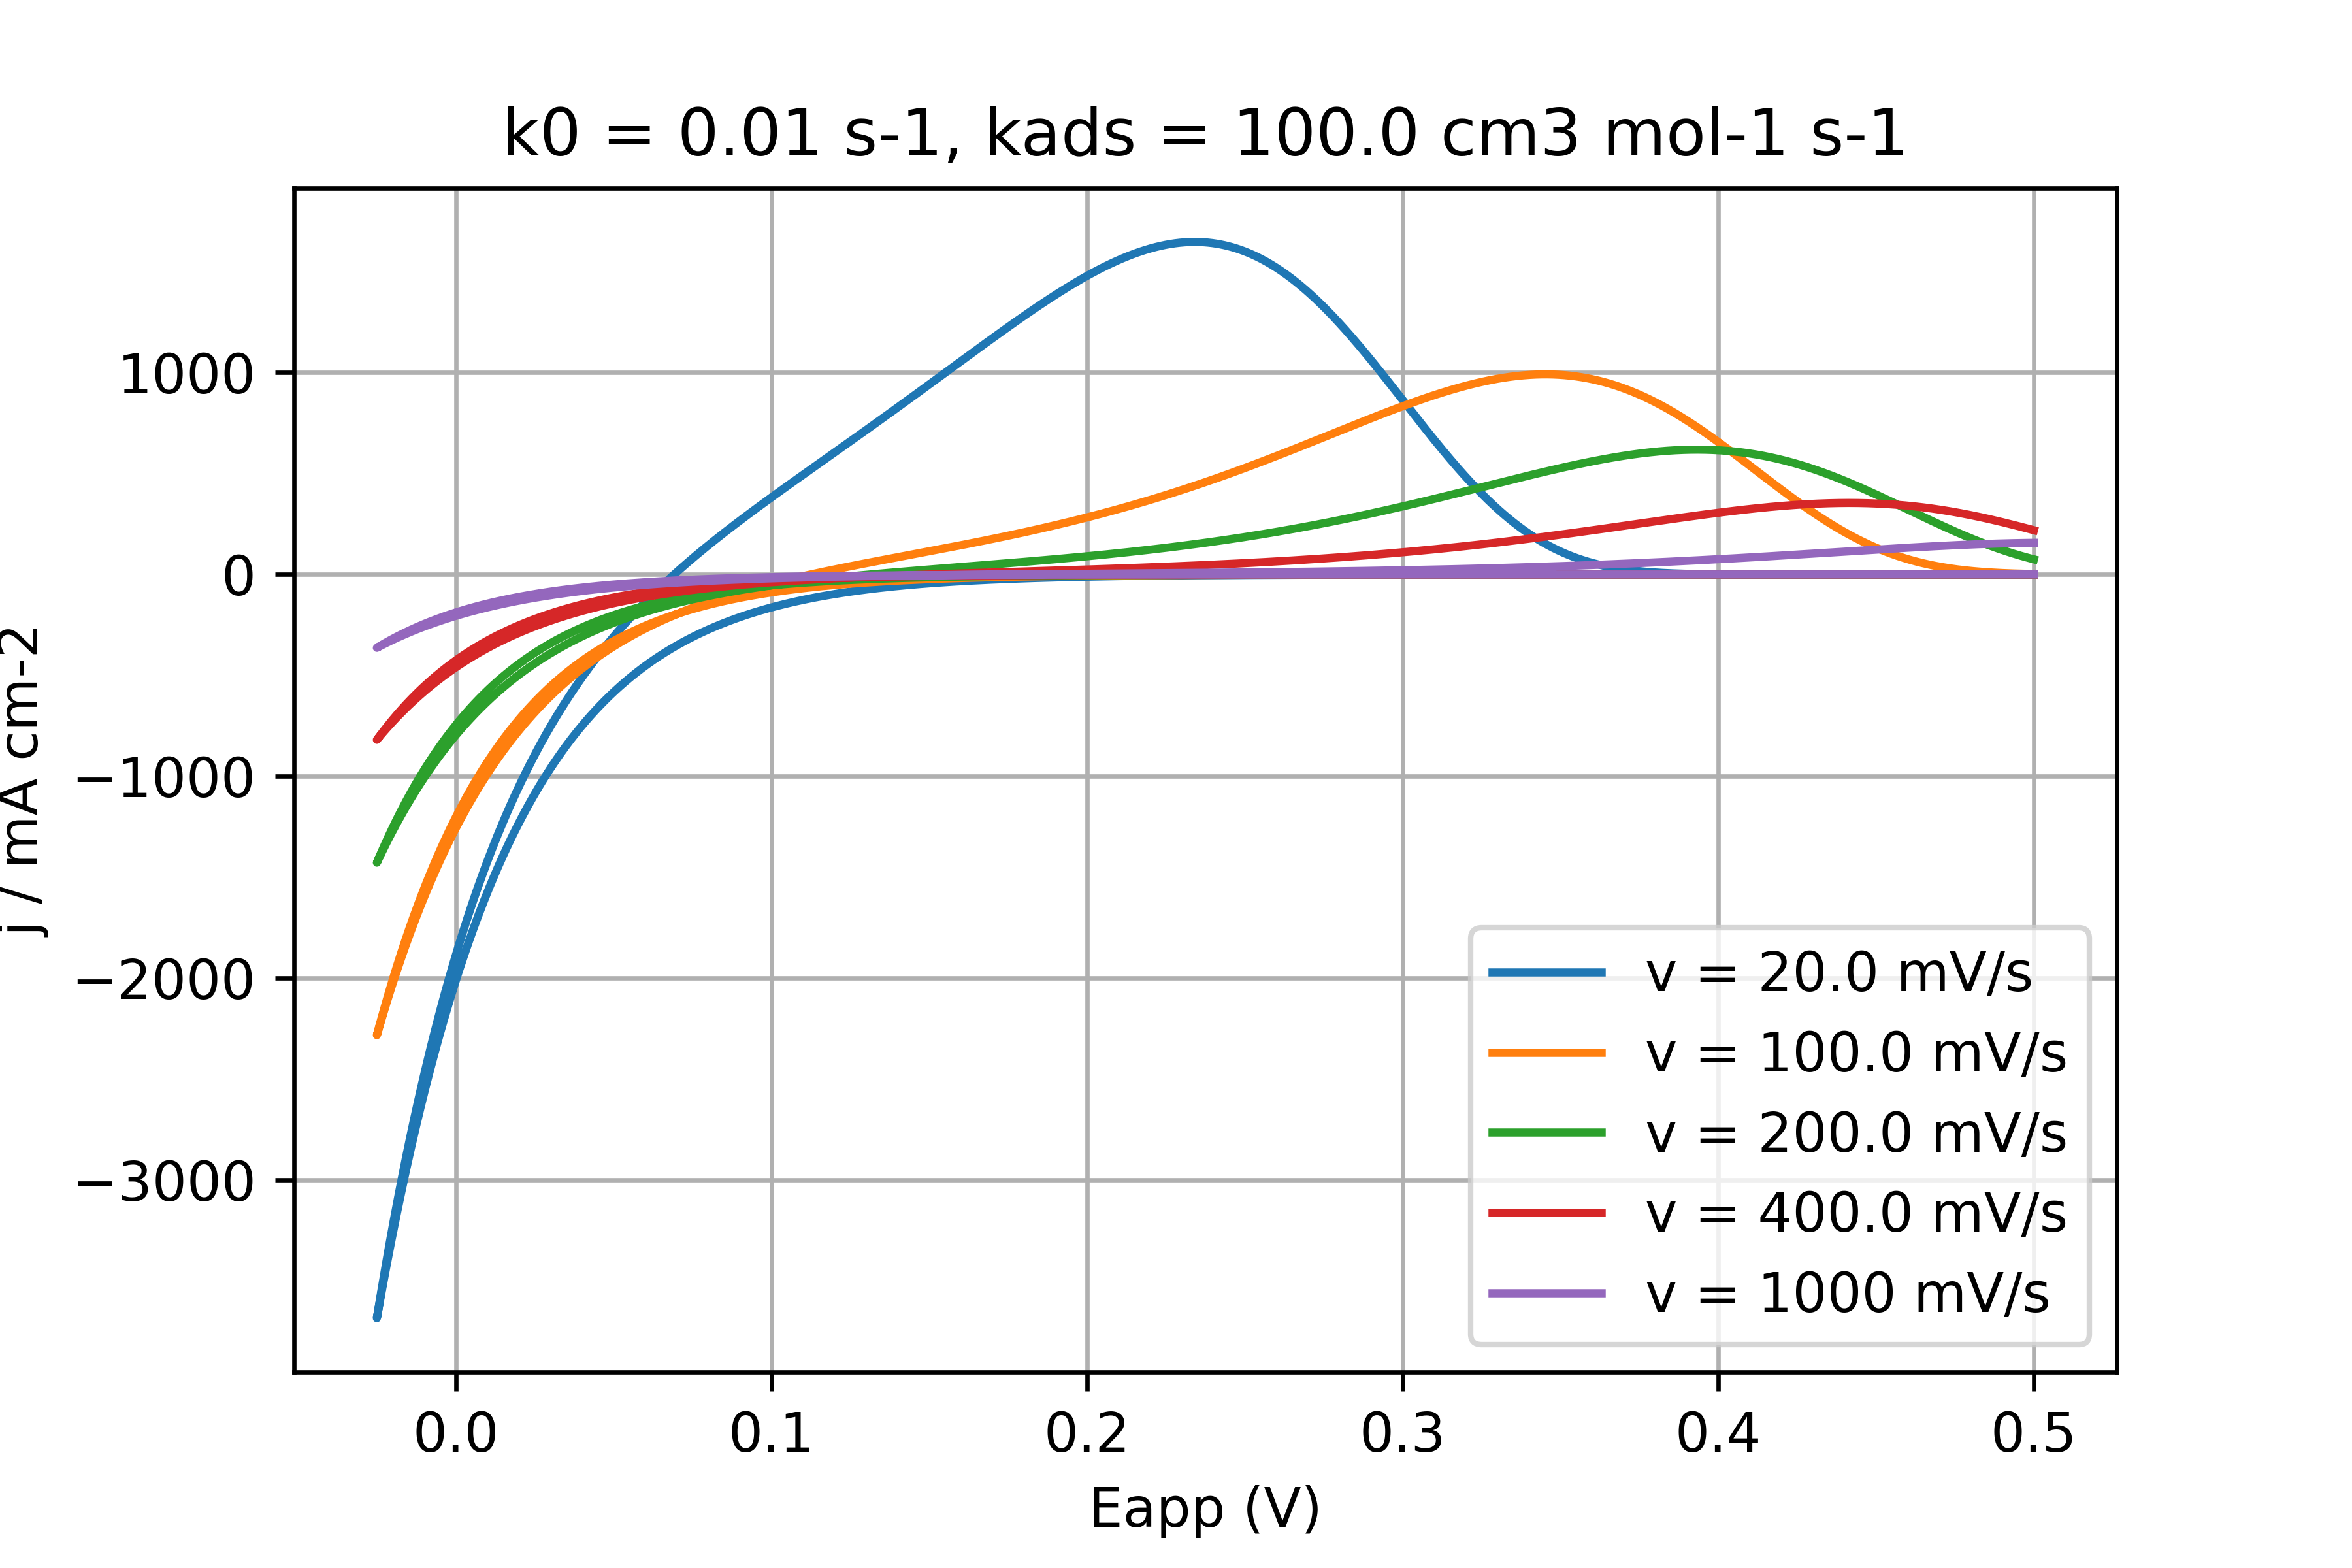 k0 = 0.01 s-1, kads = 100.0 cm3 mol-1 s-1
j / mA cm-2
1000
0
−1000
−2000
−3000
v = 20.0 mV/s
v = 100.0 mV/s
v = 200.0 mV/s
v = 400.0 mV/s
v = 1000 mV/s
0.0 0.1 0.2 0.3 0.4 0.5
Eapp (V)